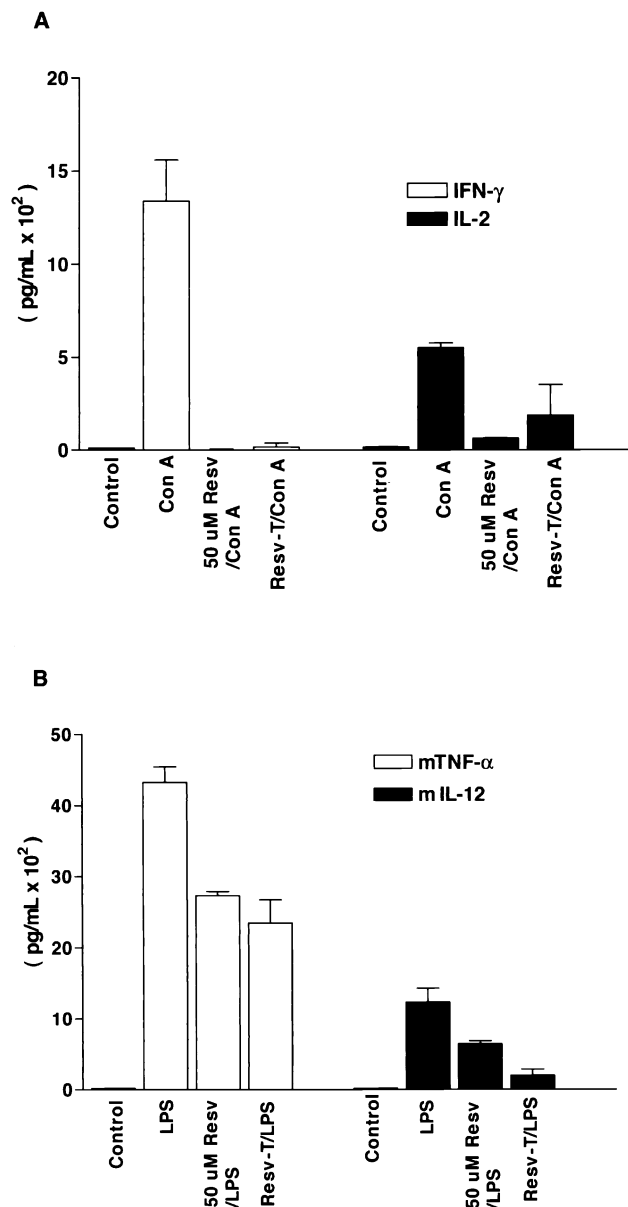 A
( pg/mL x 10²)
20
15
10
5
0
IFN-γ
IL-2
Control
Con A
50 uM Resv
/Con A
Resv-T/Con A
Control
Con A
50 uM Resv
/Con A
Resv-T/Con A
B
( pg/mL x 10²)
50
40
30
20
10
0
mTNF-α
mIL-12
Control
LPS
50 uM Resv
/LPS
Resv-T/LPS
Control
LPS
50 uM Resv
/LPS
Resv-T/LPS